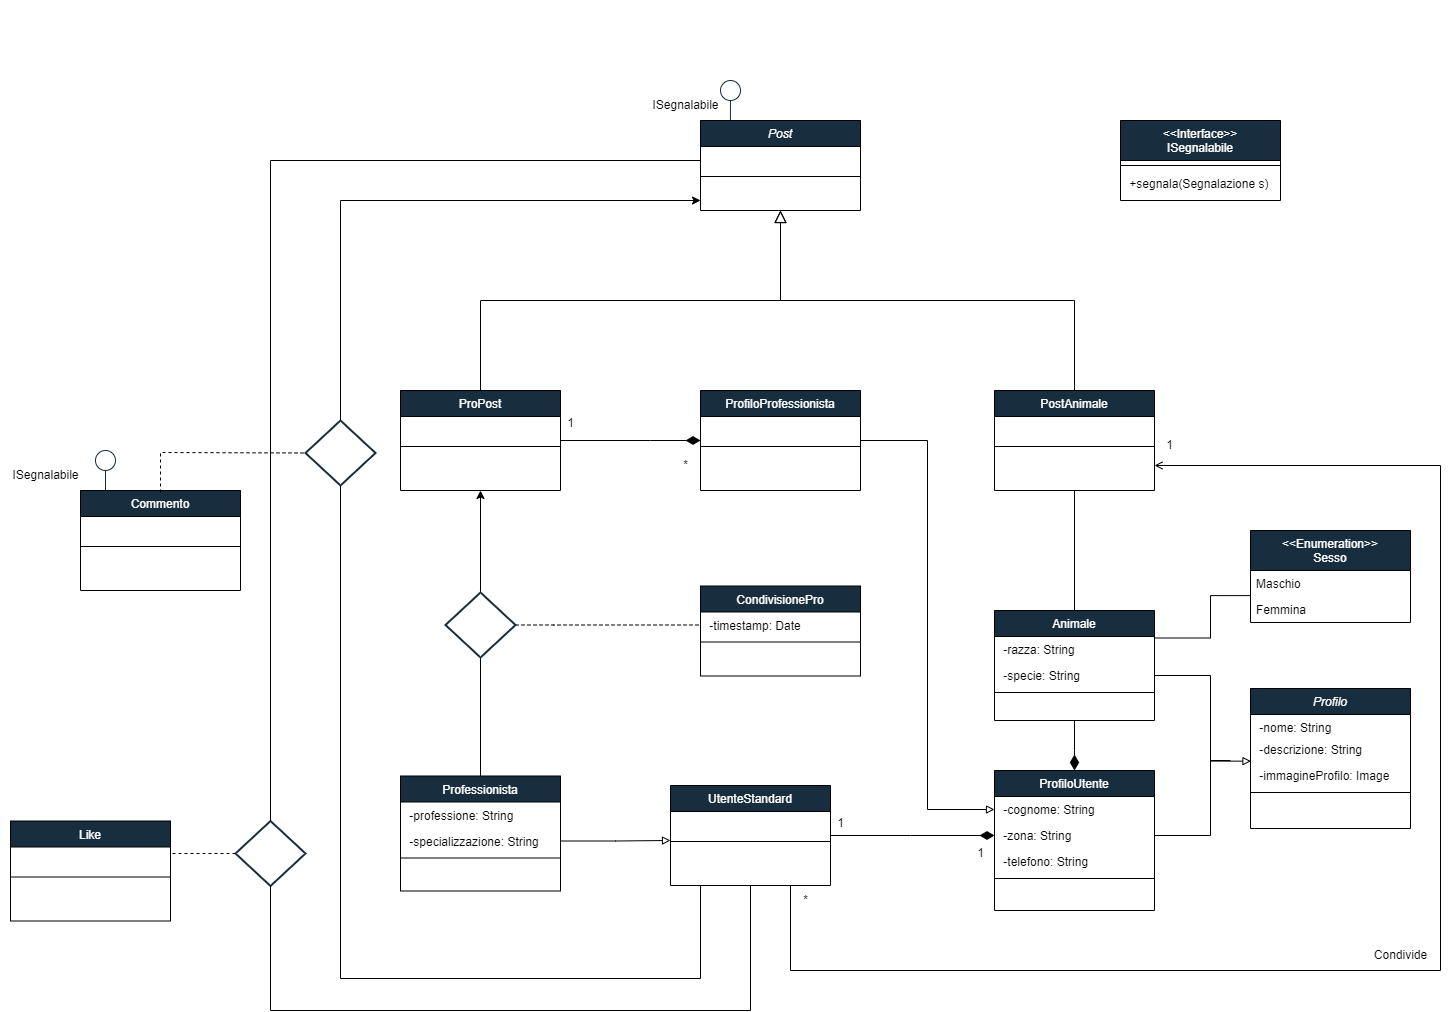 ISegnalabile
Post
<<Interface>>
ISegnalabile
+segnala(Segnalazione s)
ProPost
1
*
ProfiloProfessionista
PostAnimale
1
ISegnalabile
Commento
<<Enumeration>>
Sesso
Maschio
Femmina
CondivisionePro
-timestamp: Date
Animale
-razza: String
-specie: String
Profilo
-nome: String
-descrizione: String
-immagineProfilo: Image
Professionista
-professione: String
-specializzazione: String
UtenteStandard
1
1
*
ProfiloUtente
-cognome: String
-zona: String
-telefono: String
Like
Condivide